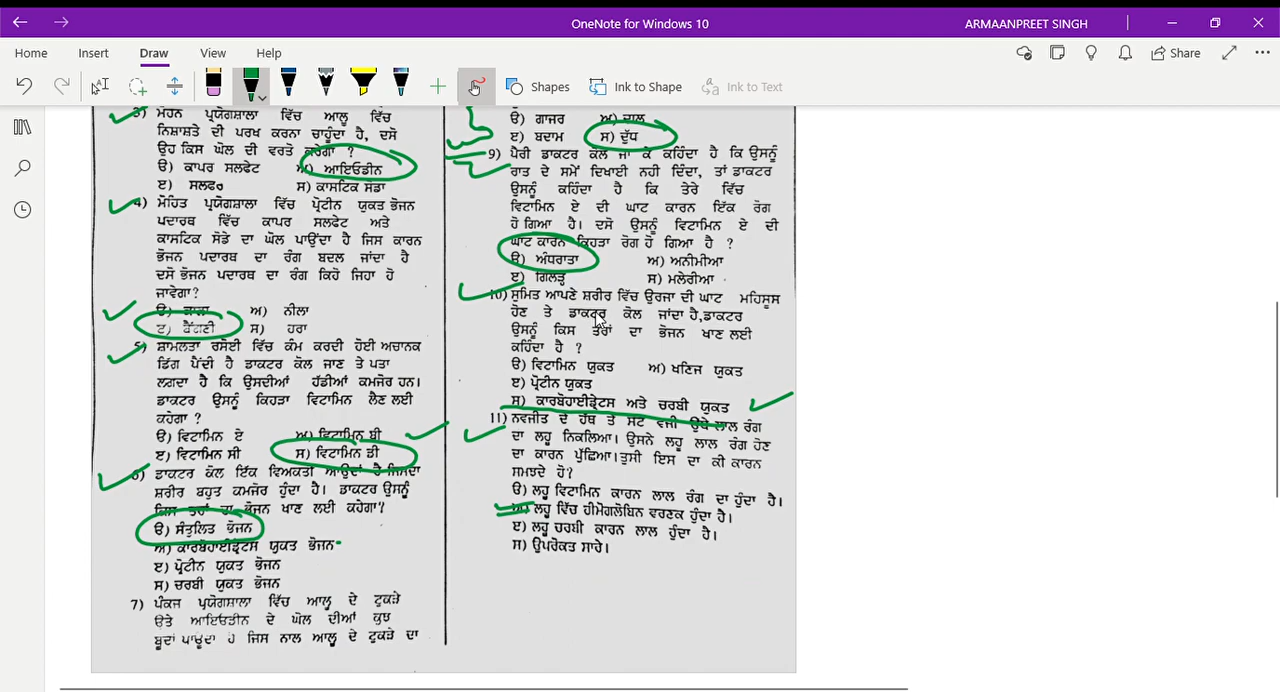 OneNote for Windows 10
ARMAANPREET SINGH
Home Insert Draw View Help
Share
Shapes Ink to Shape Ink to Text
3) ਮੋਹਨ ਪ੍ਰਯੋਗਸ਼ਾਲਾ ਵਿੱਚ ਆਲੂ ਵਿੱਚ
ਨਿਸ਼ਾਸ਼ਤੇ ਦੀ ਪਰਖ ਕਰਨਾ ਚਾਹੁੰਦਾ ਹੈ, ਦਸੋ
ਉਹ ਕਿਸ ਘੋਲ ਦੀ ਵਰਤੋ ਕਰੇਗਾ ?
ੳ) ਕਾਪਰ ਸਲਫੇਟ ਅ) ਆਇਓਡੀਨ
ੲ) ਸਲਫਰ ਸ) ਕਾਸਟਿਕ ਸੋਡਾ
4) ਮੋਹਿਤ ਪ੍ਰਯੋਗਸ਼ਾਲਾ ਵਿੱਚ ਪ੍ਰੋਟੀਨ ਯੁਕਤ ਭੋਜਨ
ਪਦਾਰਥ ਵਿੱਚ ਕਾਪਰ ਸਲਫੇਟ ਅਤੇ
ਕਾਸਟਿਕ ਸੋਡੇ ਦਾ ਘੋਲ ਪਾਉਂਦਾ ਹੈ ਜਿਸ ਕਾਰਨ
ਭੋਜਨ ਪਦਾਰਥ ਦਾ ਰੰਗ ਬਦਲ ਜਾਂਦਾ ਹੈ
ਦਸੋ ਭੋਜਨ ਪਦਾਰਥ ਦਾ ਰੰਗ ਕਿਹੋ ਜਿਹਾ ਹੋ
ਜਾਵੇਗਾ?
ੳ) ਕਾਲਾ ਅ) ਨੀਲਾ
ੲ) ਬੈਂਗਣੀ ਸ) ਹਰਾ
5) ਸ਼ਾਮਲਤਾ ਰਸੋਈ ਵਿੱਚ ਕੰਮ ਕਰਦੀ ਹੋਈ ਅਚਾਨਕ
ਡਿੱਗ ਪੈਂਦੀ ਹੈ ਡਾਕਟਰ ਕੋਲ ਜਾਣ ਤੇ ਪਤਾ
ਲਗਦਾ ਹੈ ਕਿ ਉਸਦੀਆਂ ਹੱਡੀਆਂ ਕਮਜੋਰ ਹਨ।
ਡਾਕਟਰ ਉਸਨੂੰ ਕਿਹੜਾ ਵਿਟਾਮਿਨ ਲੈਣ ਲਈ
ਕਹੇਗਾ ?
ੳ) ਵਿਟਾਮਿਨ ਏ ਅ) ਵਿਟਾਮਿਨ ਬੀ
ੲ) ਵਿਟਾਮਿਨ ਸੀ ਸ) ਵਿਟਾਮਿਨ ਡੀ
6) ਡਾਕਟਰ ਕੋਲ ਇੱਕ ਵਿਅਕਤੀ ਆਉਂਦਾ ਹੈ ਜਿਸਦਾ
ਸ਼ਰੀਰ ਬਹੁਤ ਕਮਜੋਰ ਹੁੰਦਾ ਹੈ। ਡਾਕਟਰ ਉਸਨੂੰ
ਕਿਸ ਤਰਾਂ ਦਾ ਭੋਜਨ ਖਾਣ ਲਈ ਕਹੇਗਾ?
ੳ) ਸੰਤੁਲਿਤ ਭੋਜਨ
ਅ) ਕਾਰਬੋਹਾਈਡ੍ਰੇਟਸ ਯੁਕਤ ਭੋਜਨ
ੲ) ਪ੍ਰੋਟੀਨ ਯੁਕਤ ਭੋਜਨ
ਸ) ਚਰਬੀ ਯੁਕਤ ਭੋਜਨ
7) ਪੰਕਜ ਪ੍ਰਯੋਗਸ਼ਾਲਾ ਵਿੱਚ ਆਲੂ ਦੇ ਟੁਕੜੇ
ਉਤੇ ਆਇਓਡੀਨ ਦੇ ਘੋਲ ਦੀਆਂ ਕੁਝ
ਬੂਦਾਂ ਪਾਉਂਦਾ ਹੈ ਜਿਸ ਨਾਲ ਆਲੂ ਦੇ ਟੁਕੜੇ ਦਾ
ੳ) ਗਾਜਰ ਅ) ਦਾਲ
ੲ) ਬਦਾਮ ਸ) ਦੁੱਧ
9) ਪੈਰੀ ਡਾਕਟਰ ਕੋਲ ਜਾ ਕੇ ਕਹਿੰਦਾ ਹੈ ਕਿ ਉਸਨੂੰ
ਰਾਤ ਦੇ ਸਮੇਂ ਦਿਖਾਈ ਨਹੀ ਦਿੰਦਾ, ਤਾਂ ਡਾਕਟਰ
ਉਸਨੂੰ ਕਹਿੰਦਾ ਹੈ ਕਿ ਤੇਰੇ ਵਿੱਚ
ਵਿਟਾਮਿਨ ਏ ਦੀ ਘਾਟ ਕਾਰਨ ਇੱਕ ਰੋਗ
ਹੋ ਗਿਆ ਹੈ। ਦਸੋ ਉਸਨੂੰ ਵਿਟਾਮਿਨ ਏ ਦੀ
ਘਾਟ ਕਾਰਨ ਕਿਹੜਾ ਰੋਗ ਹੋ ਗਿਆ ਹੈ ?
ੳ) ਅੰਧਰਾਤਾ ਅ) ਅਨੀਮੀਆ
ੲ) ਗਿਲੜ੍ਹ ਸ) ਮਲੇਰੀਆ
10) ਸੁਮਿਤ ਆਪਣੇ ਸ਼ਰੀਰ ਵਿੱਚ ਉਰਜਾ ਦੀ ਘਾਟ ਮਹਿਸੂਸ
ਹੋਣ ਤੇ ਡਾਕਟਰ ਕੋਲ ਜਾਂਦਾ ਹੈ,ਡਾਕਟਰ
ਉਸਨੂੰ ਕਿਸ ਤਰਾਂ ਦਾ ਭੋਜਨ ਖਾਣ ਲਈ
ਕਹਿੰਦਾ ਹੈ ?
ੳ) ਵਿਟਾਮਿਨ ਯੁਕਤ ਅ) ਖਣਿਜ ਯੁਕਤ
ੲ) ਪ੍ਰੋਟੀਨ ਯੁਕਤ
ਸ) ਕਾਰਬੋਹਾਈਡ੍ਰੇਟਸ ਅਤੇ ਚਰਬੀ ਯੁਕਤ
11) ਨਵਜੀਤ ਦੇ ਹੱਥ ਤੇ ਸੱਟ ਵਜੀ ਉਥੇ ਲਾਲ ਰੰਗ
ਦਾ ਲਹੂ ਨਿਕਲਿਆ। ਉਸਨੇ ਲਹੂ ਲਾਲ ਰੰਗ ਹੋਣ
ਦਾ ਕਾਰਨ ਪੁੱਛਿਆ।ਤੁਸੀ ਇਸ ਦਾ ਕੀ ਕਾਰਨ
ਸਮਝਦੇ ਹੋ?
ੳ) ਲਹੂ ਵਿਟਾਮਿਨ ਕਾਰਨ ਲਾਲ ਰੰਗ ਦਾ ਹੁੰਦਾ ਹੈ।
ਅ) ਲਹੂ ਵਿੱਚ ਹੀਮੋਗਲੋਬਿਨ ਵਰਣਕ ਹੁੰਦਾ ਹੈ।
ੲ) ਲਹੂ ਚਰਬੀ ਕਾਰਨ ਲਾਲ ਹੁੰਦਾ ਹੈ।
ਸ) ਉਪਰੋਕਤ ਸਾਰੇ।